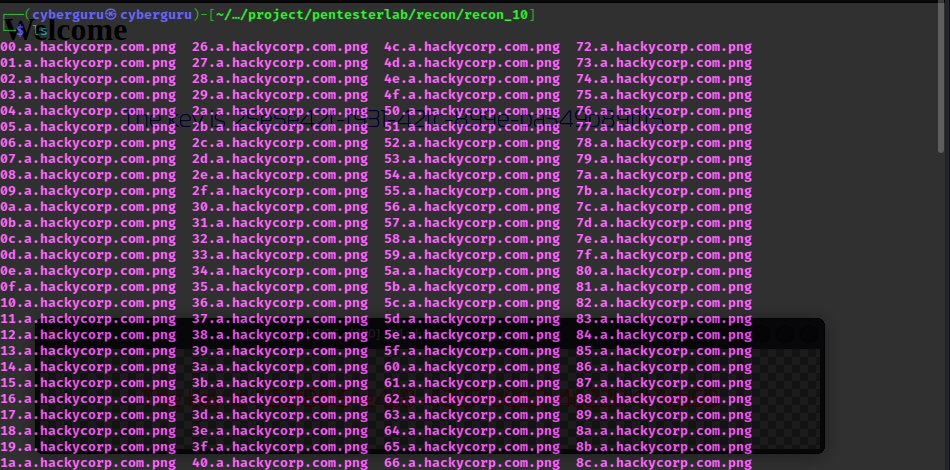 ┌──(cyberguru㉿cyberguru)-[~/…/project/pentesterlab/recon/recon_10]
Welcome
└─$ ls
00.a.hackycorp.com.png 26.a.hackycorp.com.png 4c.a.hackycorp.com.png 72.a.hackycorp.com.png
01.a.hackycorp.com.png 27.a.hackycorp.com.png 4d.a.hackycorp.com.png 73.a.hackycorp.com.png
02.a.hackycorp.com.png 28.a.hackycorp.com.png 4e.a.hackycorp.com.png 74.a.hackycorp.com.png
03.a.hackycorp.com.png 29.a.hackycorp.com.png 4f.a.hackycorp.com.png 75.a.hackycorp.com.png
04.a.hackycorp.com.png 2a.a.hackycorp.com.png 50.a.hackycorp.com.png 76.a.hackycorp.com.png
The key is
05.a.hackycorp.com.png 2b.a.hackycorp.com.png 51.a.hackycorp.com.png 77.a.hackycorp.com.png
06.a.hackycorp.com.png 2c.a.hackycorp.com.png 52.a.hackycorp.com.png 78.a.hackycorp.com.png
07.a.hackycorp.com.png 2d.a.hackycorp.com.png 53.a.hackycorp.com.png 79.a.hackycorp.com.png
08.a.hackycorp.com.png 2e.a.hackycorp.com.png 54.a.hackycorp.com.png 7a.a.hackycorp.com.png
09.a.hackycorp.com.png 2f.a.hackycorp.com.png 55.a.hackycorp.com.png 7b.a.hackycorp.com.png
0a.a.hackycorp.com.png 30.a.hackycorp.com.png 56.a.hackycorp.com.png 7c.a.hackycorp.com.png
0b.a.hackycorp.com.png 31.a.hackycorp.com.png 57.a.hackycorp.com.png 7d.a.hackycorp.com.png
0c.a.hackycorp.com.png 32.a.hackycorp.com.png 58.a.hackycorp.com.png 7e.a.hackycorp.com.png
0d.a.hackycorp.com.png 33.a.hackycorp.com.png 59.a.hackycorp.com.png 7f.a.hackycorp.com.png
0e.a.hackycorp.com.png 34.a.hackycorp.com.png 5a.a.hackycorp.com.png 80.a.hackycorp.com.png
0f.a.hackycorp.com.png 35.a.hackycorp.com.png 5b.a.hackycorp.com.png 81.a.hackycorp.com.png
10.a.hackycorp.com.png 36.a.hackycorp.com.png 5c.a.hackycorp.com.png 82.a.hackycorp.com.png
11.a.hackycorp.com.png 37.a.hackycorp.com.png 5d.a.hackycorp.com.png 83.a.hackycorp.com.png
12.a.hackycorp.com.png 38.a.hackycorp.com.png 5e.a.hackycorp.com.png 84.a.hackycorp.com.png
13.a.hackycorp.com.png 39.a.hackycorp.com.png 5f.a.hackycorp.com.png 85.a.hackycorp.com.png
14.a.hackycorp.com.png 3a.a.hackycorp.com.png 60.a.hackycorp.com.png 86.a.hackycorp.com.png
15.a.hackycorp.com.png 3b.a.hackycorp.com.png 61.a.hackycorp.com.png 87.a.hackycorp.com.png
16.a.hackycorp.com.png 3c.a.hackycorp.com.png 62.a.hackycorp.com.png 88.a.hackycorp.com.png
17.a.hackycorp.com.png 3d.a.hackycorp.com.png 63.a.hackycorp.com.png 89.a.hackycorp.com.png
18.a.hackycorp.com.png 3e.a.hackycorp.com.png 64.a.hackycorp.com.png 8a.a.hackycorp.com.png
19.a.hackycorp.com.png 3f.a.hackycorp.com.png 65.a.hackycorp.com.png 8b.a.hackycorp.com.png
1a.a.hackycorp.com.png 40.a.hackycorp.com.png 66.a.hackycorp.com.png 8c.a.hackycorp.com.png